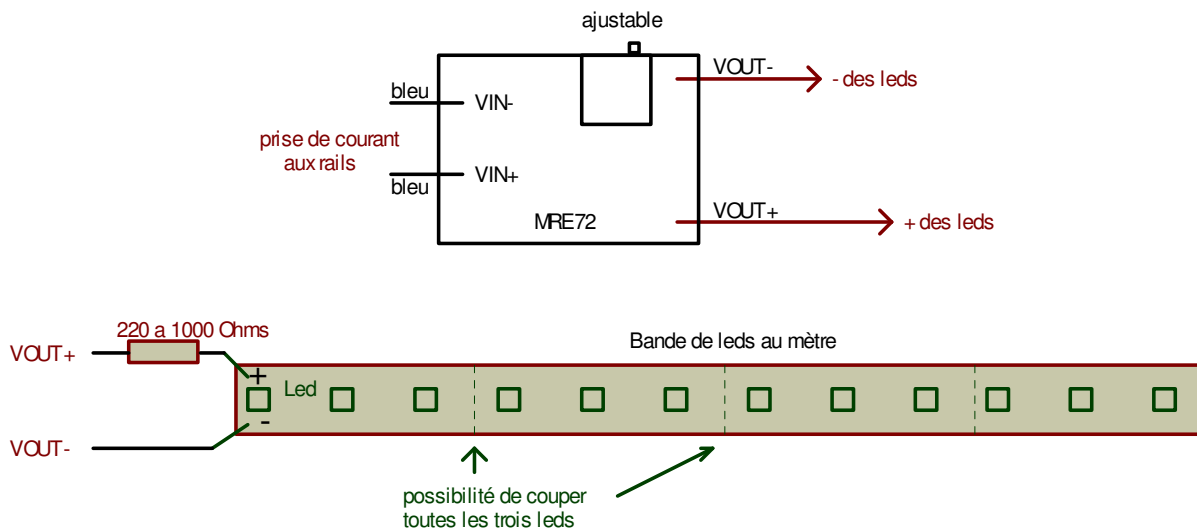 ajustable
VOUT-
- des leds
bleu
VIN-
prise de courant
aux rails
VIN+
bleu
VOUT+
MRE72
+ des leds
220 a 1000 Ohms
Bande de leds au mètre
VOUT+
+
Led
-
VOUT-
possibilité de couper
toutes les trois leds